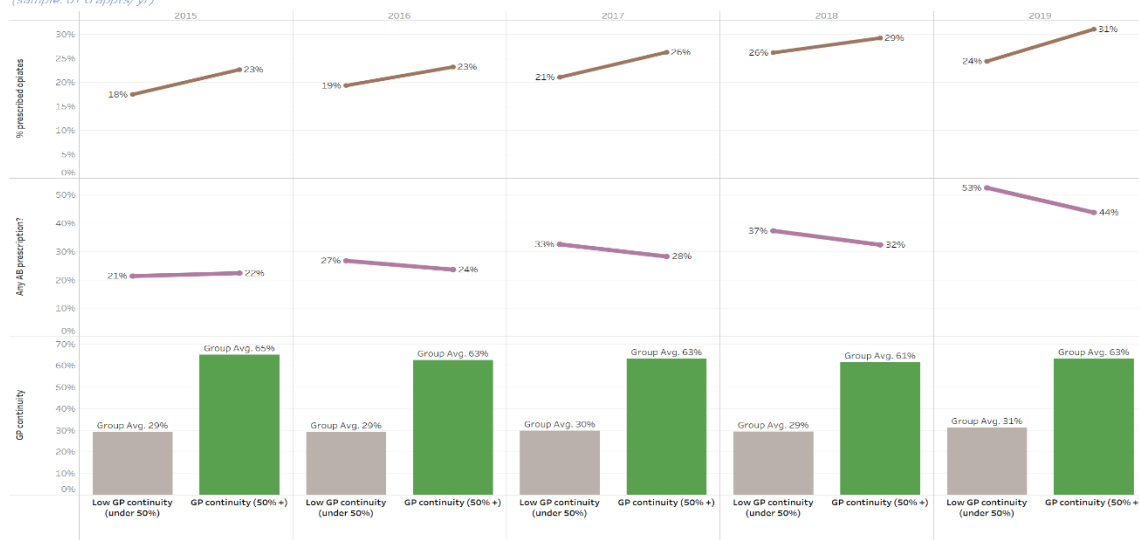 2015 2016 2017 2018 2019
% prescribed opiates
30%
25%
20%
15%
10%
5%
0%
18% 23% 19% 23% 21% 26% 26% 29% 24% 31%
Any AB prescription?
50%
40%
30%
20%
10%
0%
21% 22% 27% 24% 33% 28% 37% 32% 53% 44%
GP continuity
70%
60%
50%
40%
30%
20%
10%
0%
Group Avg. 29% Group Avg. 65% Group Avg. 29% Group Avg. 63% Group Avg. 30% Group Avg. 63% Group Avg. 29% Group Avg. 61% Group Avg. 31% Group Avg. 63%
Low GP continuity GP continuity (50% +) Low GP continuity GP continuity (50% +) Low GP continuity GP continuity (50% +) Low GP continuity GP continuity (50% +) Low GP continuity GP continuity (50% +
(under 50%) (under 50%) (under 50%) (under 50%) (under 50%)